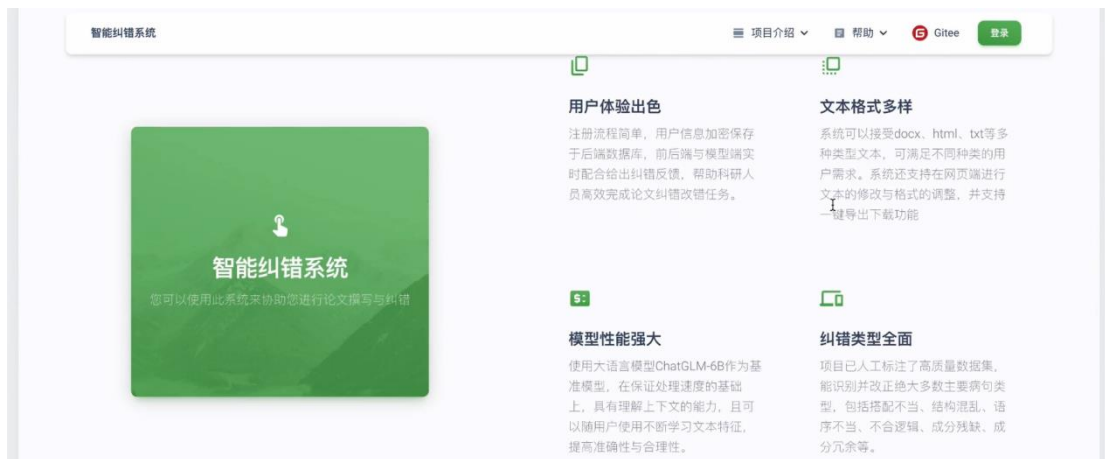 智能纠错系统
项目介绍
帮助
Gitee
登录
智能纠错系统
您可以使用此系统来协助您进行论文撰写与纠错
用户体验出色
注册流程简单，用户信息加密保存
于后端数据库，前后端与模型端实
时配合给出纠错反馈，帮助科研人
员高效完成论文纠错改错任务。
文本格式多样
系统可以接受docx、html、txt等多
种类型文本，可满足不同种类的用
户需求。系统还支持在网页端进行
文本的修改与格式的调整，并支持
一键导出下载功能
模型性能强大
使用大语言模型ChatGLM-6B作为基
准模型，在保证处理速度的基础
上，具有理解上下文的能力，且可
以随用户使用不断学习文本特征，
提高准确性与合理性。
纠错类型全面
项目已人工标注了高质量数据集，
能识别并改正绝大多数主要病句类
型，包括搭配不当、结构混乱、语
序不当、不合逻辑、成分残缺、成
分冗余等。